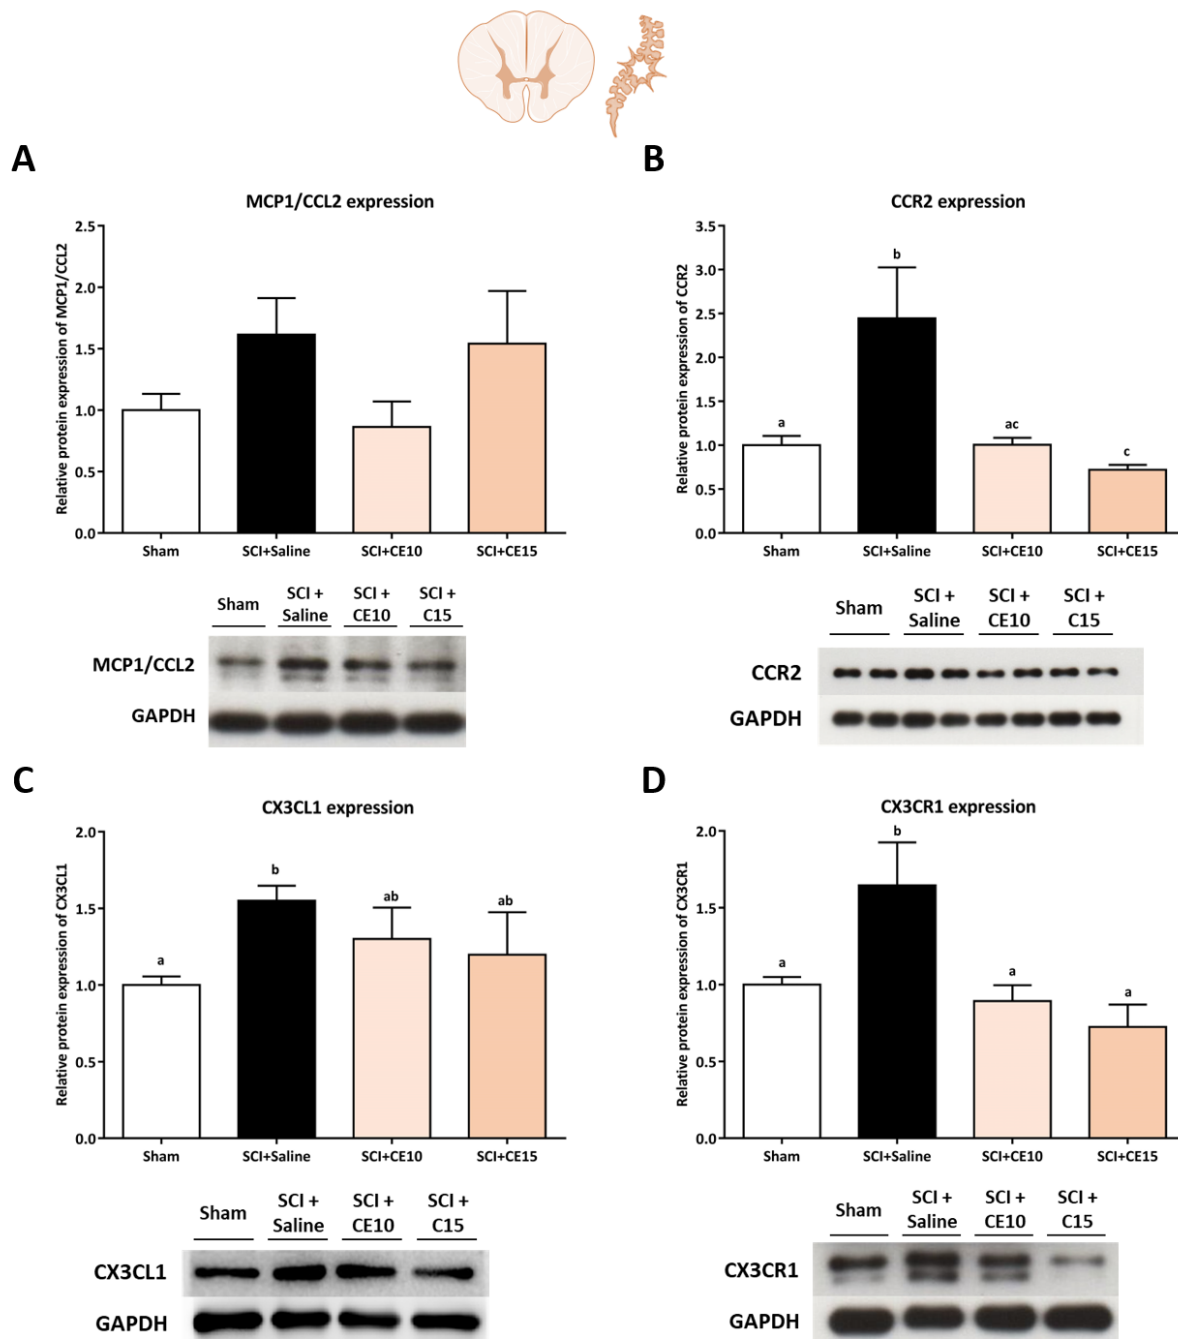 A
MCP1/CCL2 expression
Relative protein expression of MCP1/CCL2
2.5
2.0
1.5
1.0
0.5
0.0
Sham SCI+Saline SCI+CE10 SCI+CE15
Sham SCI + Saline SCI + CE10 SCI + C15
MCP1/CCL2
GAPDH
B
CCR2 expression
Relative protein expression of CCR2
3.5
3.0
2.5
2.0
1.5
1.0
0.5
0.0
a b ac c
Sham SCI+Saline SCI+CE10 SCI+CE15
Sham SCI + Saline SCI + CE10 SCI + C15
CCR2
GAPDH
C
CX3CL1 expression
Relative protein expression of CX3CL1
2.0
1.5
1.0
0.5
0.0
a b ab ab
Sham SCI+Saline SCI+CE10 SCI+CE15
Sham SCI + Saline SCI + CE10 SCI + C15
CX3CL1
GAPDH
D
CX3CR1 expression
Relative protein expression of CX3CR1
2.0
1.5
1.0
0.5
0.0
a b a a
Sham SCI+Saline SCI+CE10 SCI+CE15
Sham SCI + Saline SCI + CE10 SCI + C15
CX3CR1
GAPDH